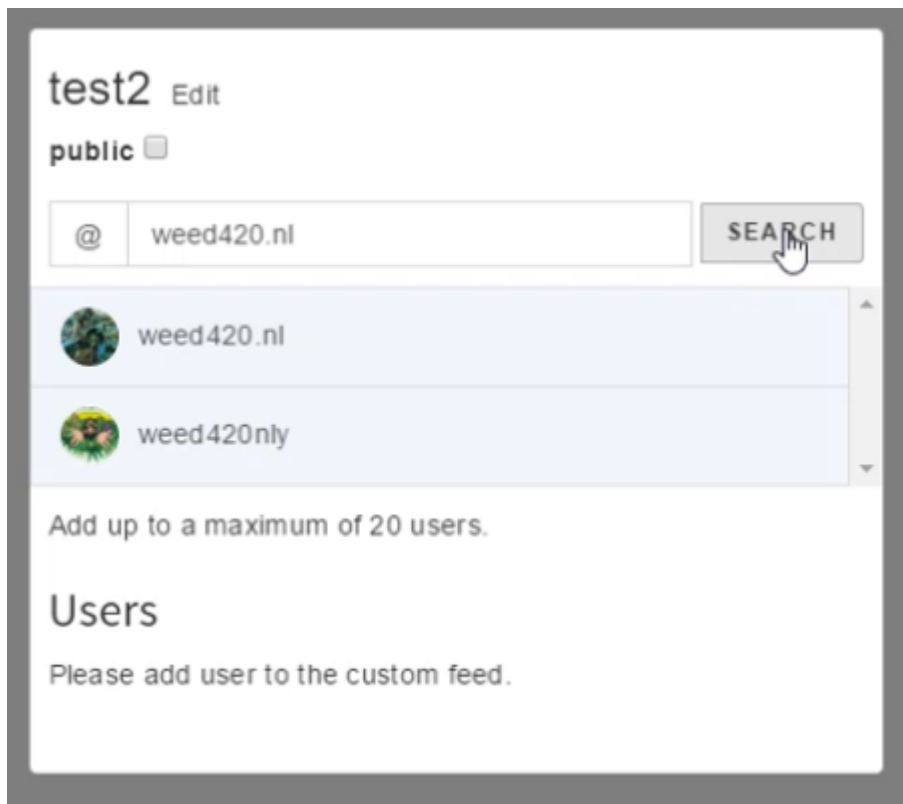 test2 Edit
public
@ weed420.nl SEARCH
weed420.nl
weed420nly
Add up to a maximum of 20 users.
Users
Please add user to the custom feed.